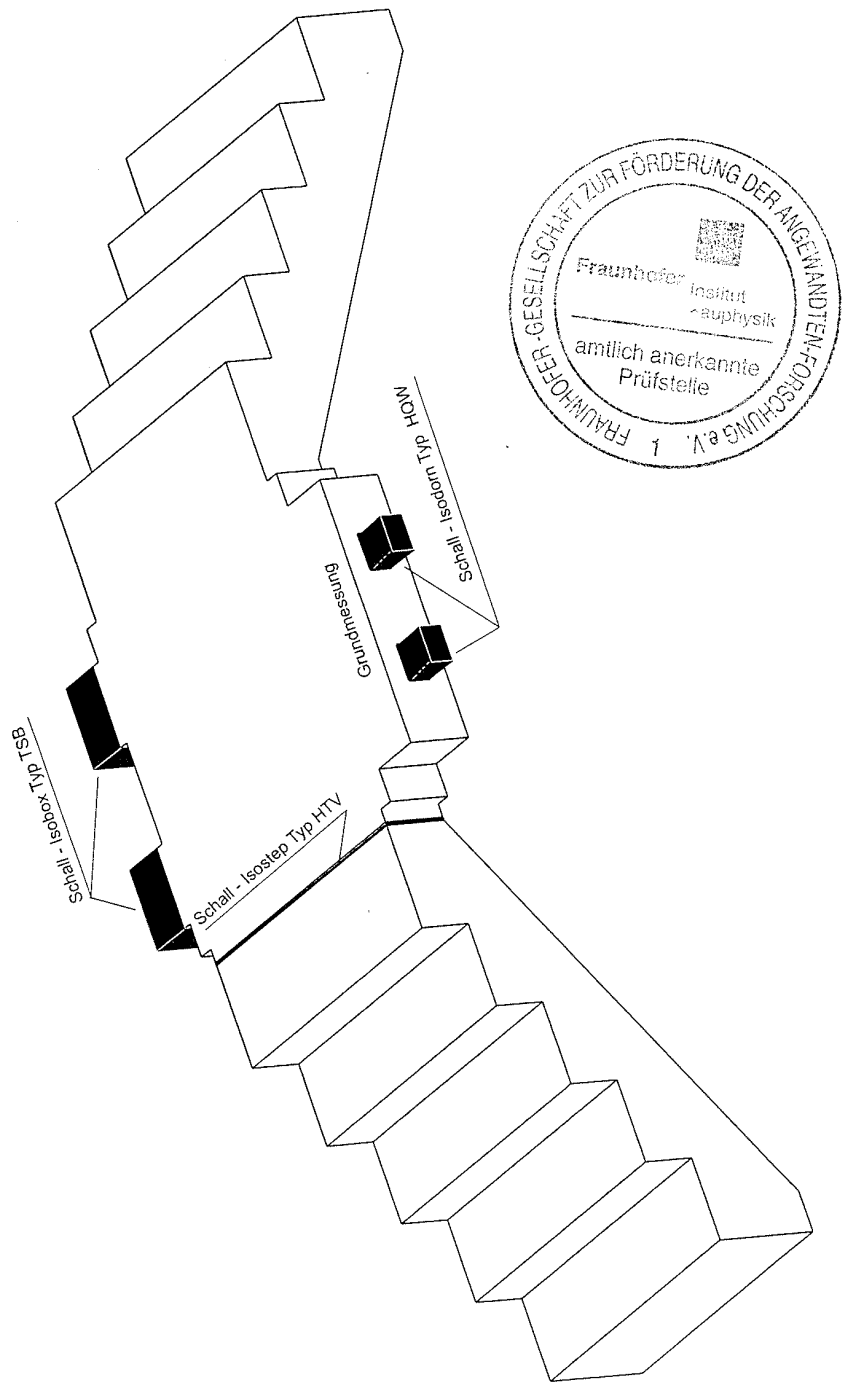 Schall - Isobox Typ TSB
Schall - Isostep Typ HTV
Grundmessung
Schall - Isodorn Typ HQW
FRAUNHOFER-GESELLSCHAFT ZUR FÖRDERUNG DER ANGEWANDTEN-FORSCHUNG e.V.
1
Fraunhofer
Institut
Bauphysik
amtlich anerkannte
Prüfstelle